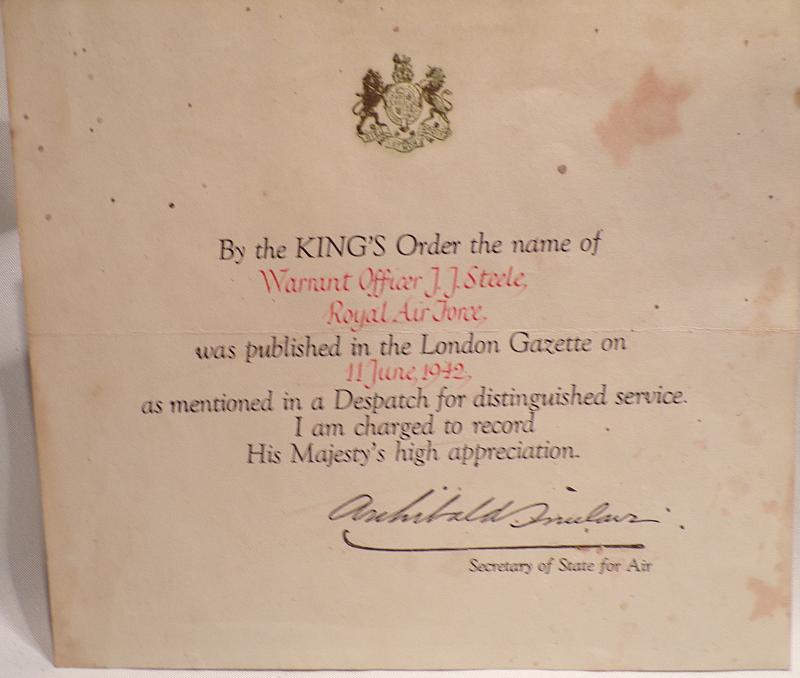 By the KING'S Order the name of
Warrant Officer J. J. Steele,
Royal Air Force,
was published in the London Gazette on
11 June, 1942,
as mentioned in a Despatch for distinguished service.
I am charged to record
His Majesty's high appreciation.
Archibald Sinclair
Secretary of State for Air